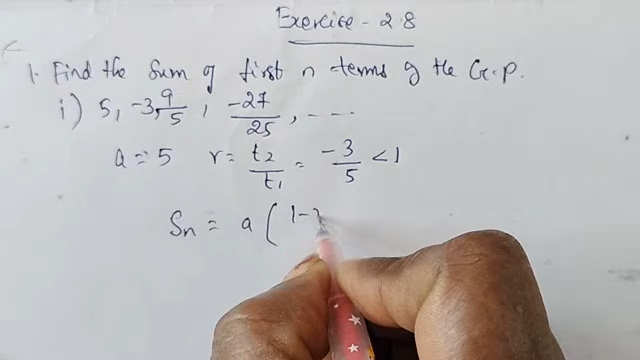 Exercise - 2.8
1. Find the Sum of first n terms of the G.P.
i) 5, -3, 9/5, -27/25, ....
a = 5 r = t₂/t₁ = -3/5 < 1
Sₙ = a ( 1-